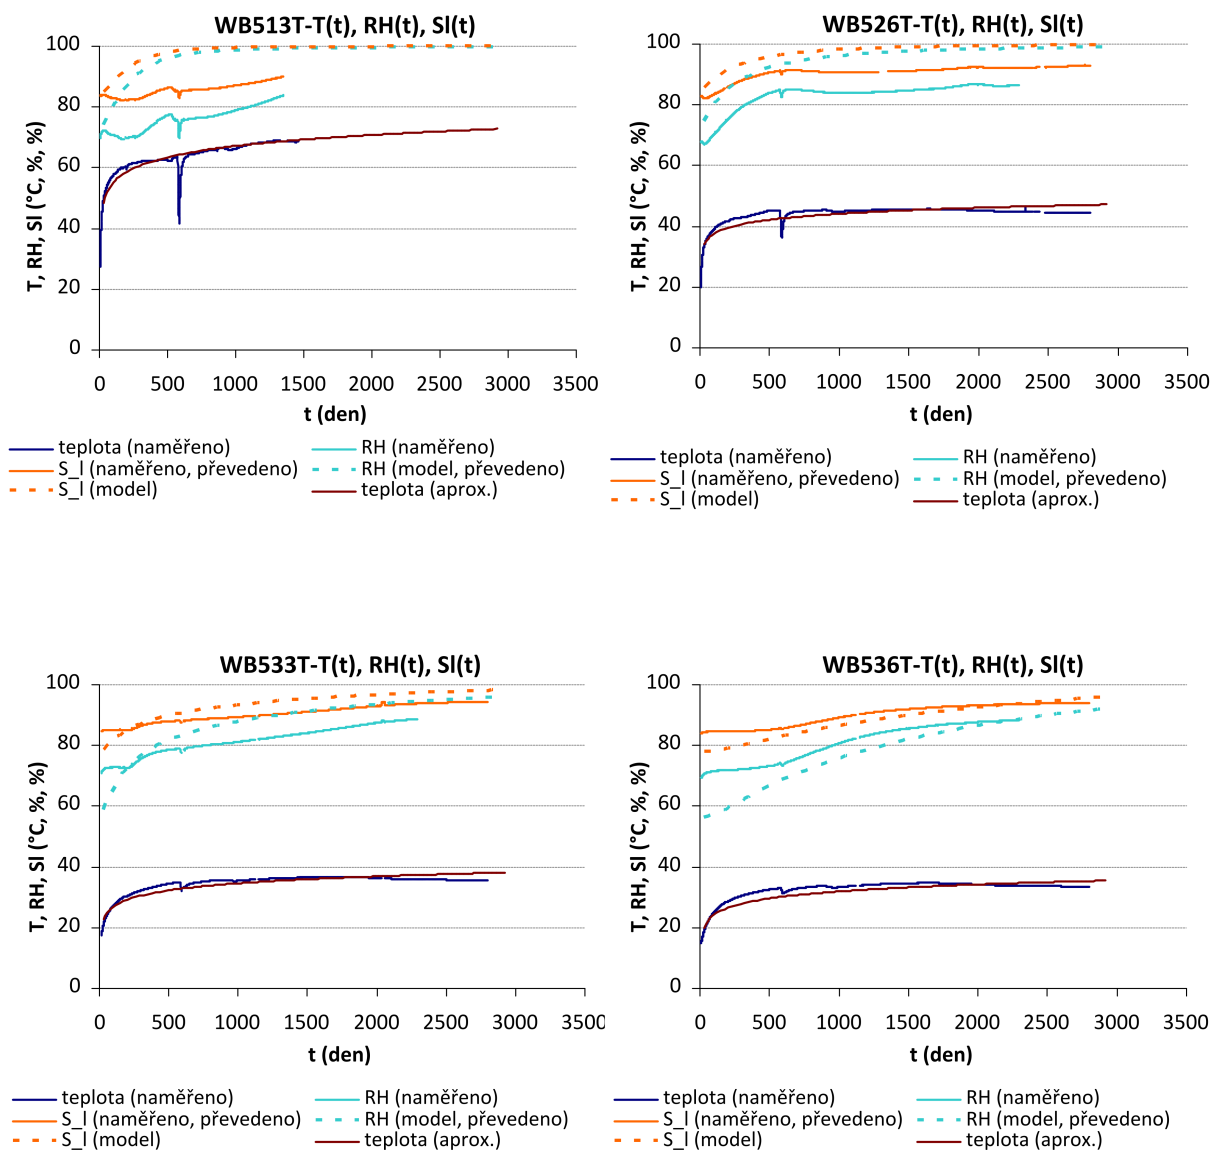 WB513T-T(t), RH(t), Sl(t)
T, RH, Sl (°C, %, %)
100
80
60
40
20
0
0 500 1000 1500 2000 2500 3000 3500
t (den)
teplota (naměřeno) RH (naměřeno)
S_l (naměřeno, převedeno) RH (model, převedeno)
S_l (model) teplota (aprox.)
WB526T-T(t), RH(t), Sl(t)
T, RH, Sl (°C, %, %)
100
80
60
40
20
0
0 500 1000 1500 2000 2500 3000 3500
t (den)
teplota (naměřeno) RH (naměřeno)
S_l (naměřeno, převedeno) RH (model, převedeno)
S_l (model) teplota (aprox.)
WB533T-T(t), RH(t), Sl(t)
T, RH, Sl (°C, %, %)
100
80
60
40
20
0
0 500 1000 1500 2000 2500 3000 3500
t (den)
teplota (naměřeno) RH (naměřeno)
S_l (naměřeno, převedeno) RH (model, převedeno)
S_l (model) teplota (aprox.)
WB536T-T(t), RH(t), Sl(t)
T, RH, Sl (°C, %, %)
100
80
60
40
20
0
0 500 1000 1500 2000 2500 3000 3500
t (den)
teplota (naměřeno) RH (naměřeno)
S_l (naměřeno, převedeno) RH (model, převedeno)
S_l (model) teplota (aprox.)